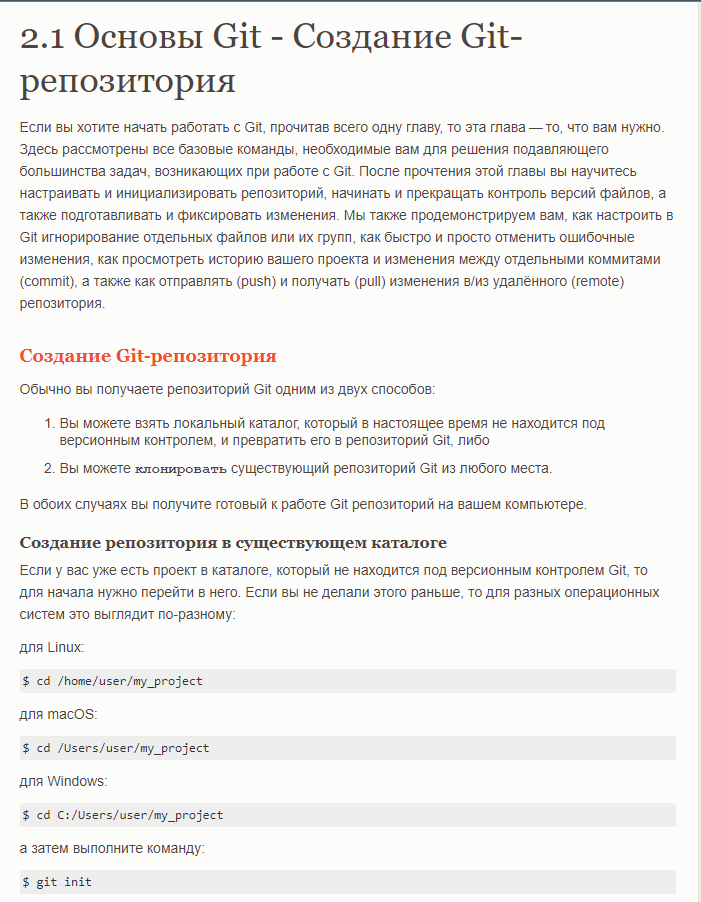 2.1 Основы Git - Создание Git-
репозитория
Если вы хотите начать работать с Git, прочитав всего одну главу, то эта глава — то, что вам нужно.
Здесь рассмотрены все базовые команды, необходимые вам для решения подавляющего
большинства задач, возникающих при работе с Git. После прочтения этой главы вы научитесь
настраивать и инициализировать репозиторий, начинать и прекращать контроль версий файлов, а
также подготавливать и фиксировать изменения. Мы также продемонстрируем вам, как настроить в
Git игнорирование отдельных файлов или их групп, как быстро и просто отменить ошибочные
изменения, как просмотреть историю вашего проекта и изменения между отдельными коммитами
(commit), а также как отправлять (push) и получать (pull) изменения в/из удалённого (remote)
репозитория.
Создание Git-репозитория
Обычно вы получаете репозиторий Git одним из двух способов:
1. Вы можете взять локальный каталог, который в настоящее время не находится под
версионным контролем, и превратить его в репозиторий Git, либо
2. Вы можете клонировать существующий репозиторий Git из любого места.
В обоих случаях вы получите готовый к работе Git репозиторий на вашем компьютере.
Создание репозитория в существующем каталоге
Если у вас уже есть проект в каталоге, который не находится под версионным контролем Git, то
для начала нужно перейти в него. Если вы не делали этого раньше, то для разных операционных
систем это выглядит по-разному:
для Linux:
$ cd /home/user/my_project
для macOS:
$ cd /Users/user/my_project
для Windows:
$ cd C:/Users/user/my_project
а затем выполните команду:
$ git init